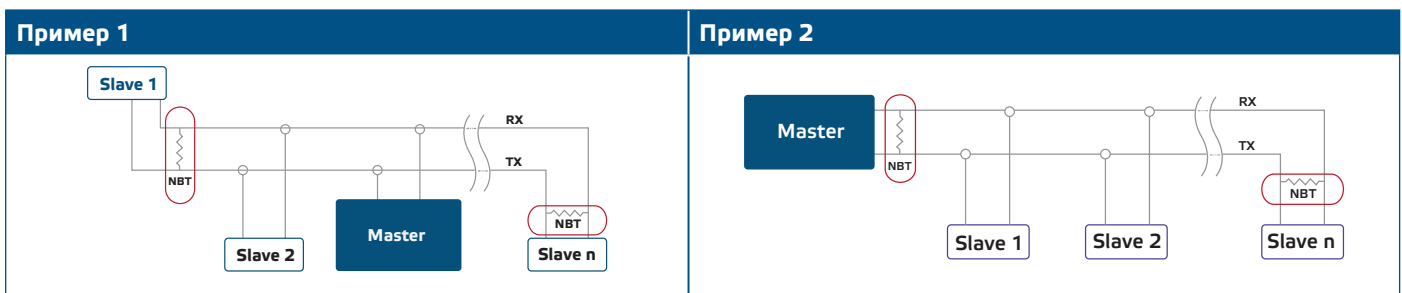 Пример 1
Slave 1
RX
TX
NBT
NBT
Master
Slave 2
Slave n
Пример 2
Master
RX
TX
NBT
NBT
Slave 1
Slave 2
Slave n